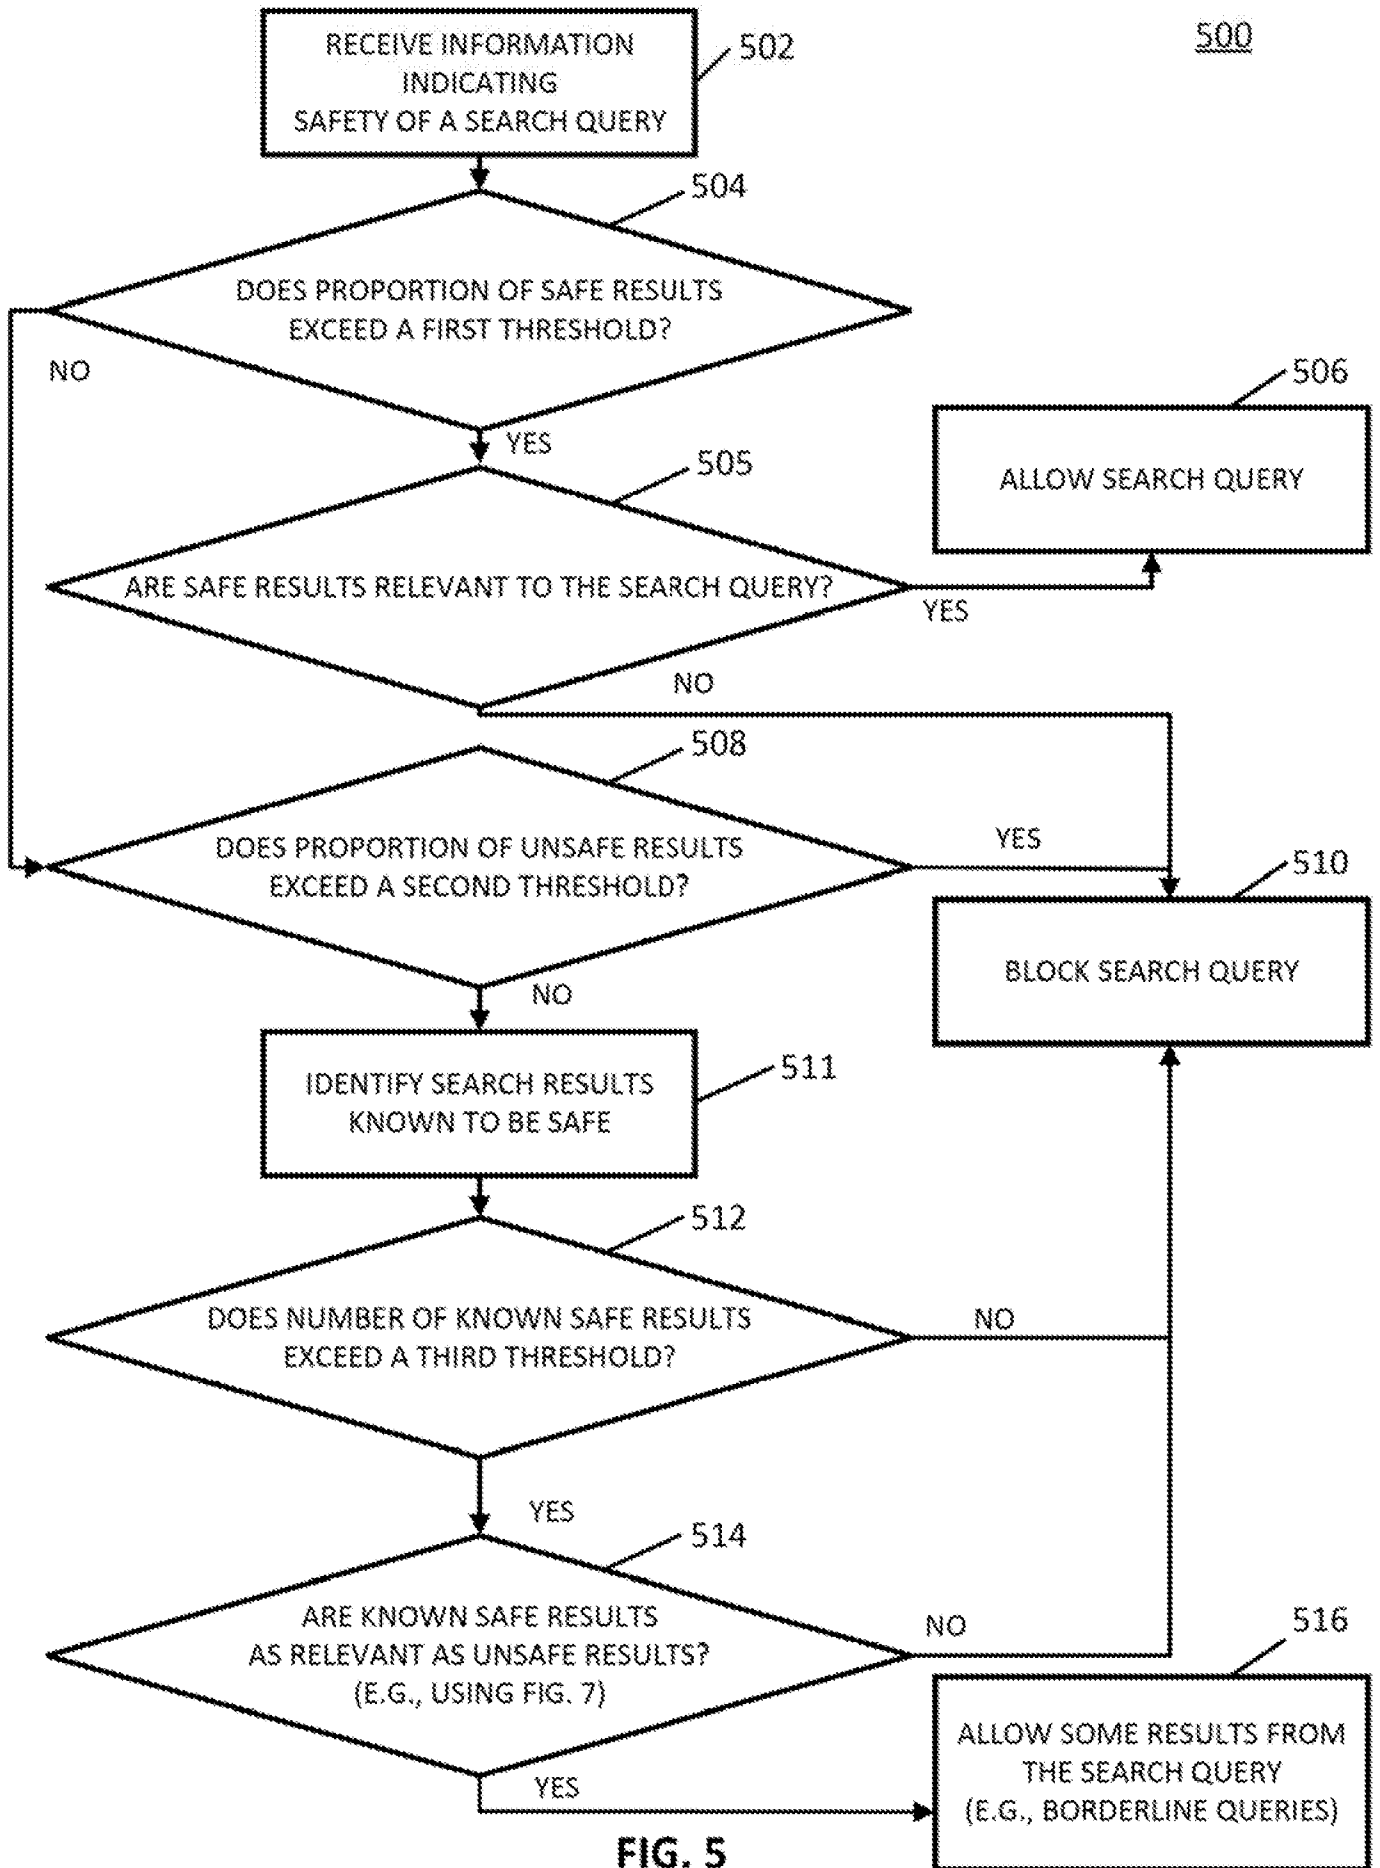 500
RECEIVE INFORMATION
INDICATING
SAFETY OF A SEARCH QUERY
502
504
DOES PROPORTION OF SAFE RESULTS
EXCEED A FIRST THRESHOLD?
NO
YES
505
506
ALLOW SEARCH QUERY
ARE SAFE RESULTS RELEVANT TO THE SEARCH QUERY?
YES
NO
508
DOES PROPORTION OF UNSAFE RESULTS
EXCEED A SECOND THRESHOLD?
YES
510
BLOCK SEARCH QUERY
NO
IDENTIFY SEARCH RESULTS
KNOWN TO BE SAFE
511
512
DOES NUMBER OF KNOWN SAFE RESULTS
EXCEED A THIRD THRESHOLD?
NO
YES
514
ARE KNOWN SAFE RESULTS
AS RELEVANT AS UNSAFE RESULTS?
(E.G., USING FIG. 7)
NO
516
ALLOW SOME RESULTS FROM
THE SEARCH QUERY
(E.G., BORDERLINE QUERIES)
YES
FIG. 5